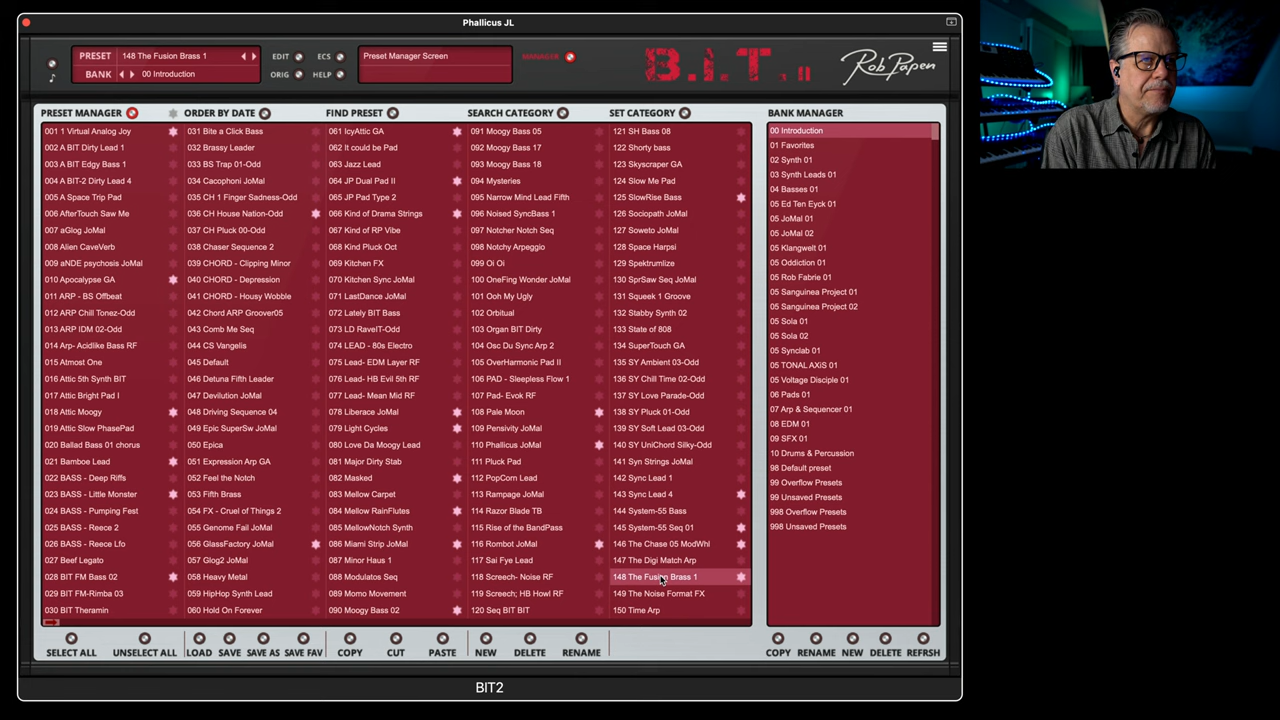 Phallicus JL
PRESET 148 The Fusion Brass 1
BANK 00 Introduction
EDIT ECS
ORIG HELP
Preset Manager Screen
MANAGER
B.i.T. II
Rob Papen
PRESET MANAGER ORDER BY DATE FIND PRESET SEARCH CATEGORY SET CATEGORY BANK MANAGER
001 1 Virtual Analog Joy
002 A BIT Dirty Lead 1
003 A BIT Edgy Bass 1
004 A BIT-2 Dirty Lead 4
005 A Space Trip Pad
006 AfterTouch Saw Me
007 aGlog JoMal
008 Alien CaveVerb
009 aNDE psychosis JoMal
010 Apocalypse GA
011 ARP - BS Offbeat
012 ARP Chill Tonez-Odd
013 ARP IDM 02-Odd
014 Arp- Acidlike Bass RF
015 Atmost One
016 Attic 5th Synth BIT
017 Attic Bright Pad I
018 Attic Moogy
019 Attic Slow PhasePad
020 Ballad Bass 01 chorus
021 Bamboe Lead
022 BASS - Deep Riffs
023 BASS - Little Monster
024 BASS - Pumping Fest
025 BASS - Reece 2
026 BASS - Reece Lfo
027 Beef Legato
028 BIT FM Bass 02
029 BIT FM-Rimba 03
030 BIT Theramin
031 Bite a Click Bass
032 Brassy Leader
033 BS Trap 01-Odd
034 Cacophoni JoMal
035 CH 1 Finger Sadness-Odd
036 CH House Nation-Odd
037 CH Pluck 00-Odd
038 Chaser Sequence 2
039 CHORD - Clipping Minor
040 CHORD - Depression
041 CHORD - Housy Wobble
042 Chord ARP Groover05
043 Comb Me Seq
044 CS Vangelis
045 Default
046 Detuna Fifth Leader
047 Devilution JoMal
048 Driving Sequence 04
049 Epic SuperSw JoMal
050 Epica
051 Expression Arp GA
052 Feel the Notch
053 Fifth Brass
054 FX - Cruel of Things 2
055 Genome Fail JoMal
056 GlassFactory JoMal
057 Glog2 JoMal
058 Heavy Metal
059 HipHop Synth Lead
060 Hold On Forever
061 IcyAttic GA
062 It could be Pad
063 Jazz Lead
064 JP Dual Pad II
065 JP Pad Type 2
066 Kind of Drama Strings
067 Kind of RP Vibe
068 Kind Pluck Oct
069 Kitchen FX
070 Kitchen Sync JoMal
071 LastDance JoMal
072 Lately BIT Bass
073 LD RaveIT-Odd
074 LEAD - 80s Electro
075 Lead- EDM Layer RF
076 Lead- HB Evil 5th RF
077 Lead- Mean Mid RF
078 Liberace JoMal
079 Light Cycles
080 Love Da Moogy Lead
081 Major Dirty Stab
082 Masked
083 Mellow Carpet
084 Mellow RainFlutes
085 MellowNotch Synth
086 Miami Strip JoMal
087 Minor Haus 1
088 Modulatos Seq
089 Momo Movement
090 Moogy Bass 02
091 Moogy Bass 05
092 Moogy Bass 17
093 Moogy Bass 18
094 Mysteries
095 Narrow Mind Lead Fifth
096 Noised SyncBass 1
097 Notcher Notch Seq
098 Notchy Arpeggio
099 Oi Oi
100 OneFing Wonder JoMal
101 Ooh My Ugly
102 Orbitual
103 Organ BIT Dirty
104 Osc Du Sync Arp 2
105 OverHarmonic Pad II
106 PAD - Sleepless Flow 1
107 Pad- Evok RF
108 Pale Moon
109 Pensivity JoMal
110 Phallicus JoMal
111 Pluck Pad
112 PopCorn Lead
113 Rampage JoMal
114 Razor Blade TB
115 Rise of the BandPass
116 Rombot JoMal
117 Sai Fye Lead
118 Screech- Noise RF
119 Screech; HB Howl RF
120 Seq BIT BIT
121 SH Bass 08
122 Shorty bass
123 Skyscraper GA
124 Slow Me Pad
125 SlowRise Bass
126 Sociopath JoMal
127 Soweto JoMal
128 Space Harpsi
129 Spektrumlize
130 SprSaw Seq JoMal
131 Squeek 1 Groove
132 Stabby Synth 02
133 State of 808
134 SuperTouch GA
135 SY Ambient 03-Odd
136 SY Chill Time 02-Odd
137 SY Love Parade-Odd
138 SY Pluck 01-Odd
139 SY Soft Lead 03-Odd
140 SY UniChord Silky-Odd
141 Syn Strings JoMal
142 Sync Lead 1
143 Sync Lead 4
144 System-55 Bass
145 System-55 Seq 01
146 The Chase 05 ModWhl
147 The Digi Match Arp
148 The Fusion Brass 1
149 The Noise Format FX
150 Time Arp
00 Introduction
01 Favorites
02 Synth 01
03 Synth Leads 01
04 Basses 01
05 Ed Ten Eyck 01
05 JoMal 01
05 JoMal 02
05 Klangwelt 01
05 Oddiction 01
05 Rob Fabrie 01
05 Sanguinea Project 01
05 Sanguinea Project 02
05 Sola 01
05 Sola 02
05 Synclab 01
05 TONAL AXiS 01
05 Voltage Disciple 01
06 Pads 01
07 Arp & Sequencer 01
08 EDM 01
09 SFX 01
10 Drums & Percussion
98 Default preset
99 Overflow Presets
99 Unsaved Presets
998 Overflow Presets
998 Unsaved Presets
SELECT ALL UNSELECT ALL LOAD SAVE SAVE AS SAVE FAV COPY CUT PASTE NEW DELETE RENAME COPY RENAME NEW DELETE REFRSH
BIT2